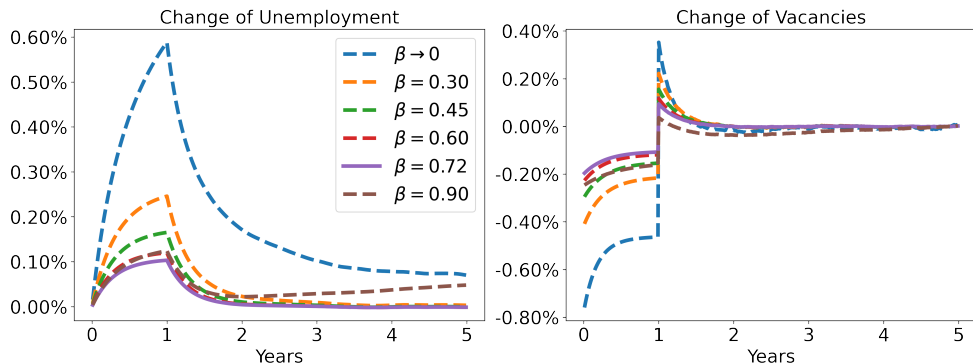 Change of Unemployment
0.60%
0.50%
0.40%
0.30%
0.20%
0.10%
0.00%
0 1 2 3 4 5
Years
β → 0
β = 0.30
β = 0.45
β = 0.60
β = 0.72
β = 0.90
Change of Vacancies
0.40%
0.20%
0.00%
-0.20%
-0.40%
-0.60%
-0.80%
0 1 2 3 4 5
Years